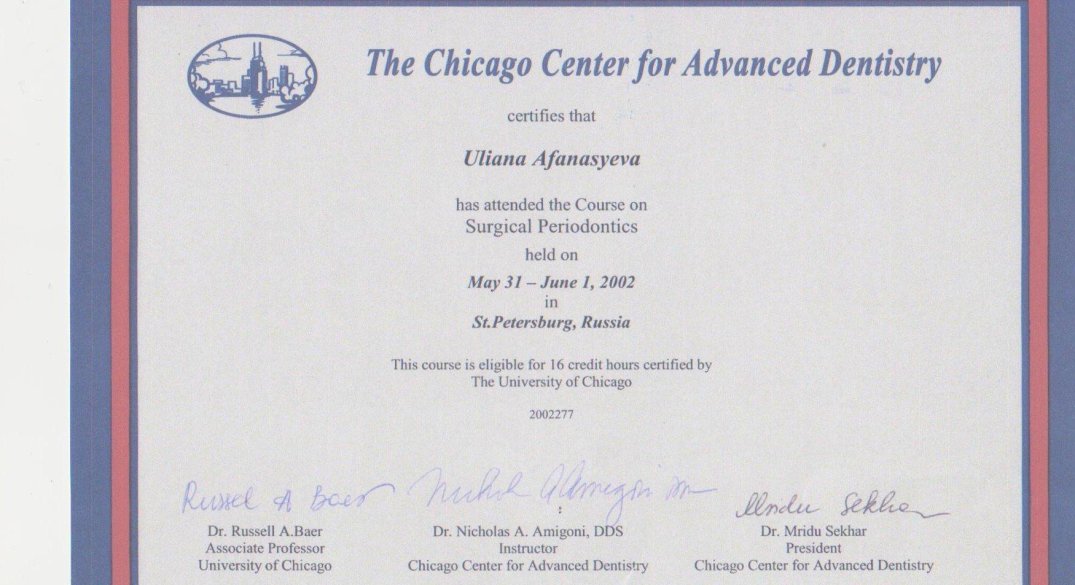 The Chicago Center for Advanced Dentistry
certifies that
Uliana Afanasyeva
has attended the Course on
Surgical Periodontics
held on
May 31 – June 1, 2002
in
St.Petersburg, Russia
This course is eligible for 16 credit hours certified by
The University of Chicago
2002277
Russel A Baer
Mridu Sekhar
Dr. Russell A.Baer
Associate Professor
University of Chicago
Dr. Nicholas A. Amigoni, DDS
Instructor
Chicago Center for Advanced Dentistry
Dr. Mridu Sekhar
President
Chicago Center for Advanced Dentistry